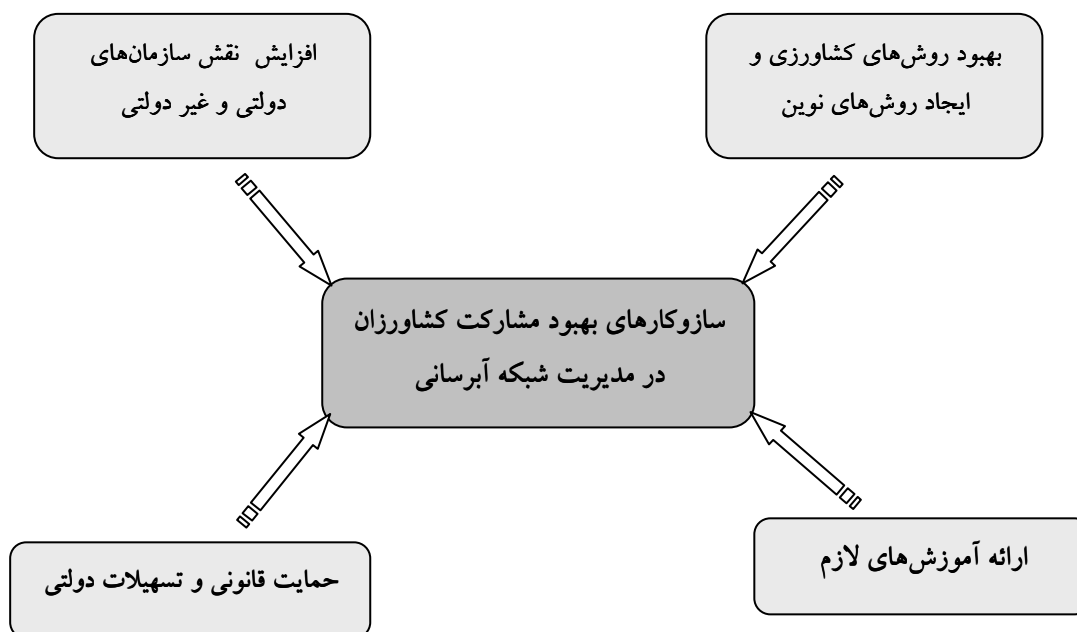 بهبود روش‌های کشاورزی و
ایجاد روش‌های نوین
افزایش نقش سازمان‌های
دولتی و غیر دولتی
سازوکارهای بهبود مشارکت کشاورزان
در مدیریت شبکه آبرسانی
ارائه آموزش‌های لازم
حمایت قانونی و تسهیلات دولتی